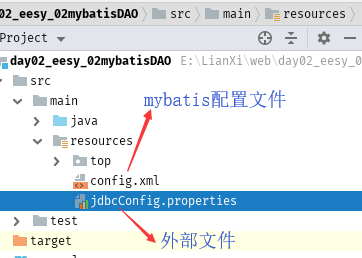 02_eesy_02mybatisDAO src main resources
Project
day02_eesy_02mybatisDAO E:\LianXi\web\day02_eesy_0
src
main
mybatis配置文件
java
resources
top
config.xml
jdbcConfig.properties
test
外部文件
target